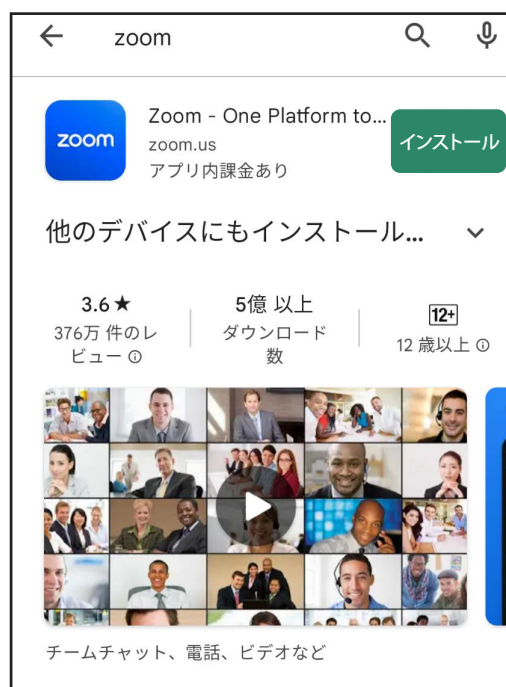 zoom
zoom
Zoom - One Platform to...
zoom.us
アプリ内課金あり
インストール
他のデバイスにもインストール...
3.6★
376万 件のレ
ビュー
5億 以上
ダウンロード
数
12+
12 歳以上
チームチャット、電話、ビデオなど